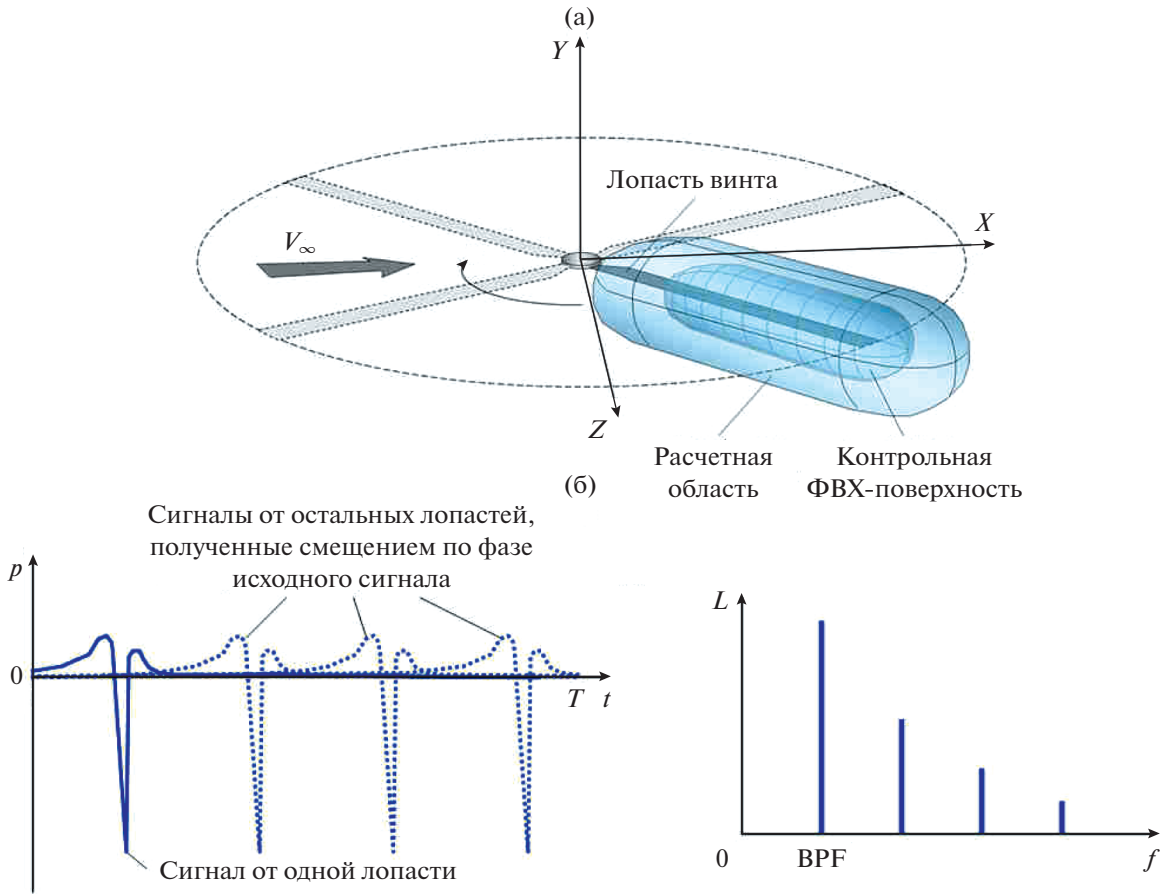 (а)
Y
Лопасть винта
X
V∞
Z
Расчетная
область
Контрольная
ФВХ-поверхность
(б)
Сигналы от остальных лопастей,
полученные смещением по фазе
исходного сигнала
p
0
T t
Сигнал от одной лопасти
L
0
BPF
f